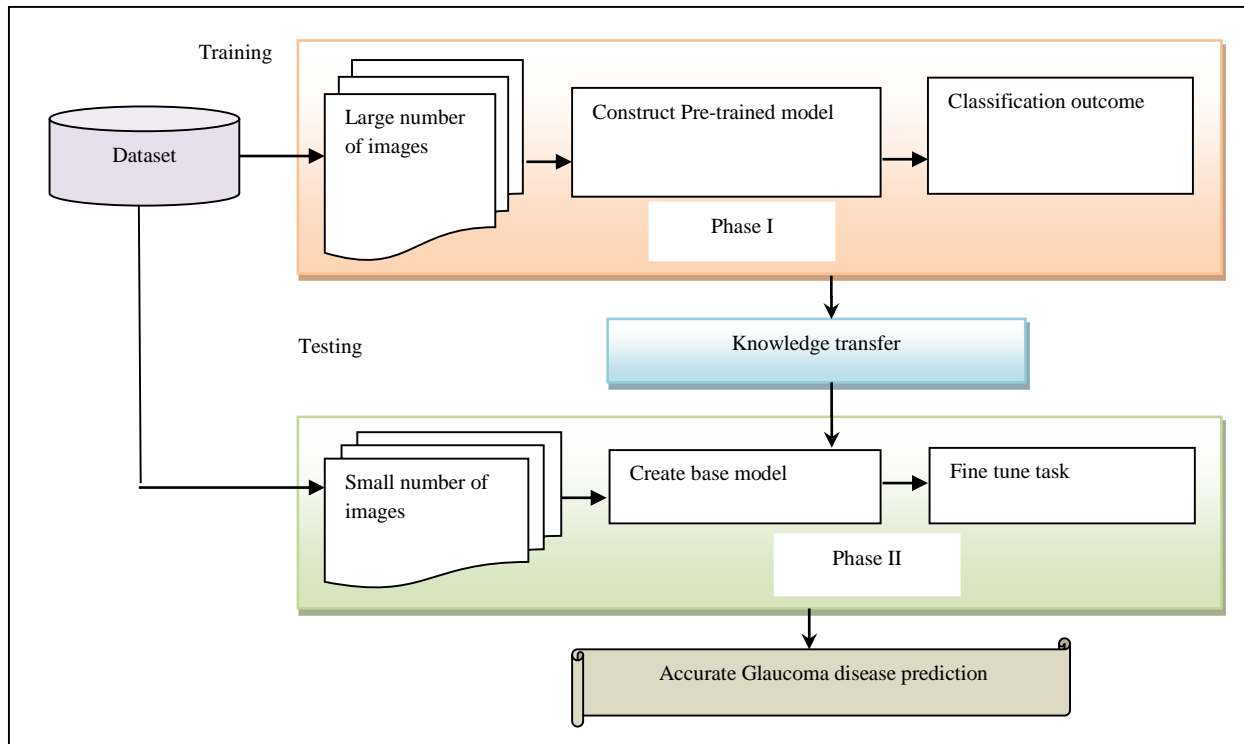 Training
Dataset
Large number
of images
Construct Pre-trained model
Classification outcome
Phase I
Knowledge transfer
Testing
Small number of
images
Create base model
Fine tune task
Phase II
Accurate Glaucoma disease prediction